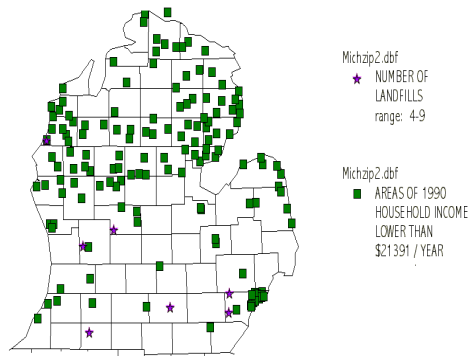 Michzip2.dbf
NUMBER OF
LANDFILLS
range: 4-9
Michzip2.dbf
AREAS OF 1990
HOUSEHOLD INCOME
LOWER THAN
$21391 / YEAR